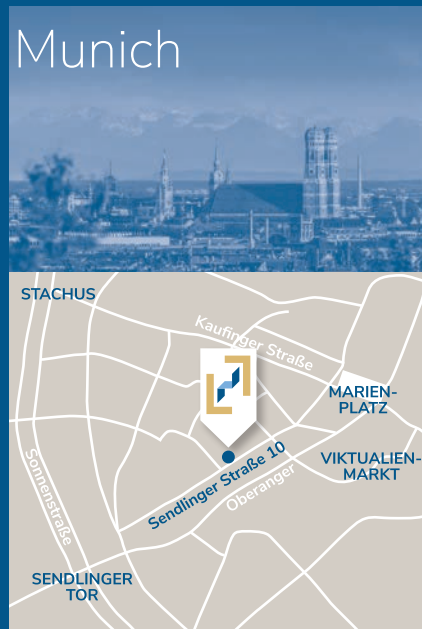 Munich
STACHUS
Kaufinger Straße
MARIEN-
PLATZ
VIKTUALIEN-
MARKT
Sendlinger Straße 10
Oberanger
Sonnenstraße
SENDLINGER
TOR